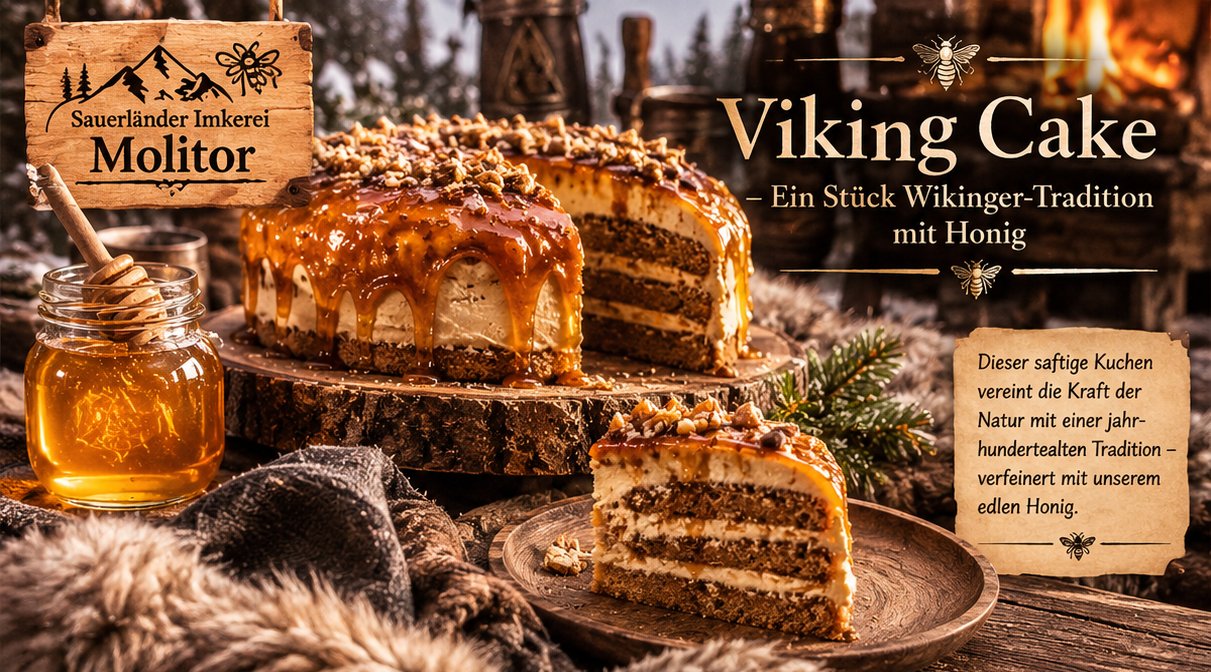 Sauerländer Imkerei
Molitor
Viking Cake
– Ein Stück Wikinger-Tradition
mit Honig
Dieser saftige Kuchen
vereint die Kraft der
Natur mit einer jahr-
hundertealten Tradition –
verfeinert mit unserem
edlen Honig.